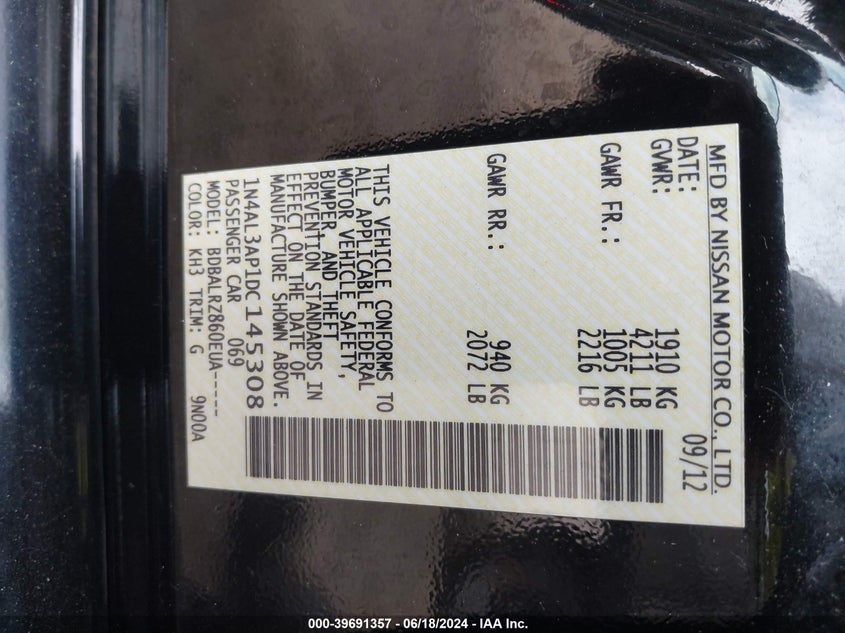 MFD BY NISSAN MOTOR CO., LTD.
DATE: 09/12
GVWR: 1910 KG
4211 LB
GAWR FR.: 1005 KG
2216 LB
GAWR RR.: 940 KG
2072 LB
THIS VEHICLE CONFORMS TO
ALL APPLICABLE FEDERAL
MOTOR VEHICLE SAFETY,
BUMPER, AND THEFT
PREVENTION STANDARDS IN
EFFECT ON THE DATE OF
MANUFACTURE SHOWN ABOVE.
1N4AL3AP1DC145308
PASSENGER CAR 069
MODEL: BDBALRZ860EUA-----
COLOR: KH3 TRIM: G 9N00A
000-39691357 - 06/18/2024 - IAA Inc.